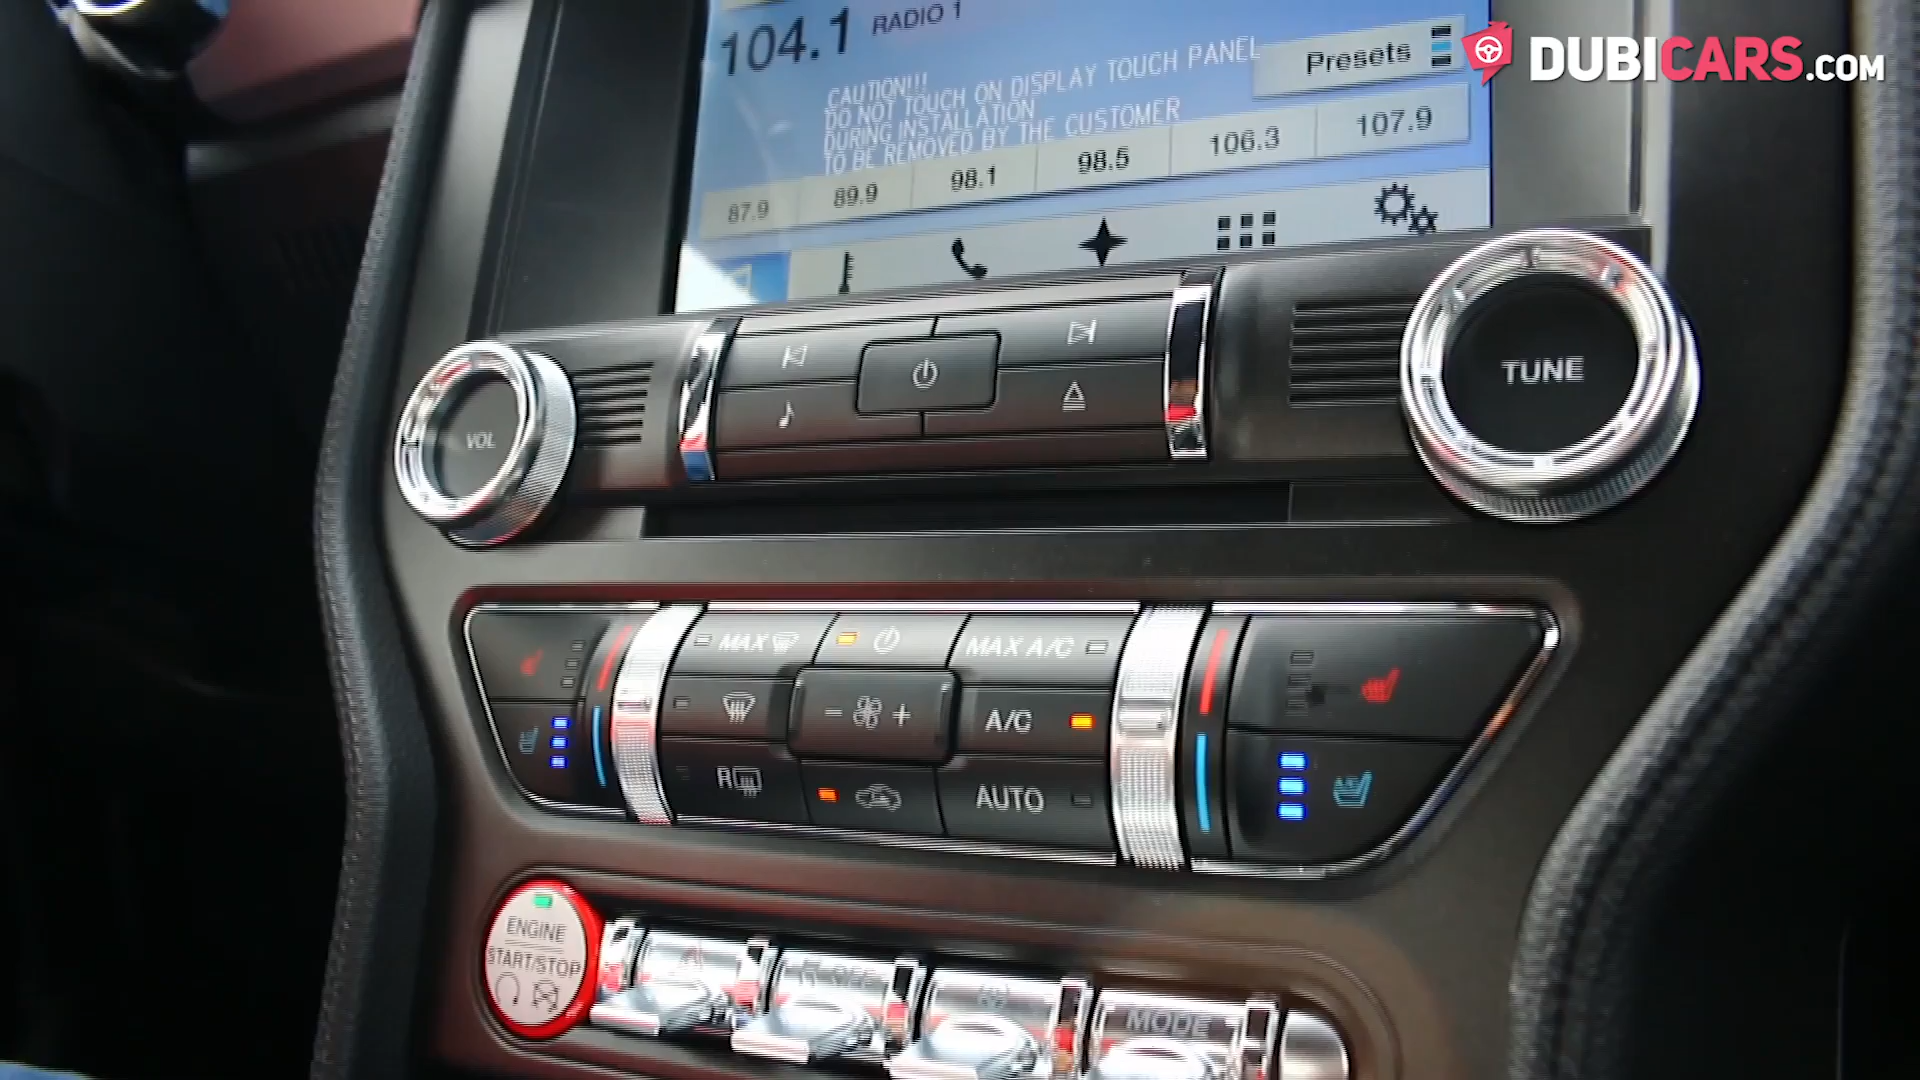 104.1 RADIO 1
CAUTION!!!
DO NOT TOUCH ON DISPLAY TOUCH PANEL
DURING INSTALLATION
TO BE REMOVED BY THE CUSTOMER
Presets
87.9 89.9 98.1 98.5 106.3 107.9
DUBICARS.com
VOL
TUNE
MAX
MAX A/C
- +
A/C
R
AUTO
ENGINE
START/STOP
OFF
MODE